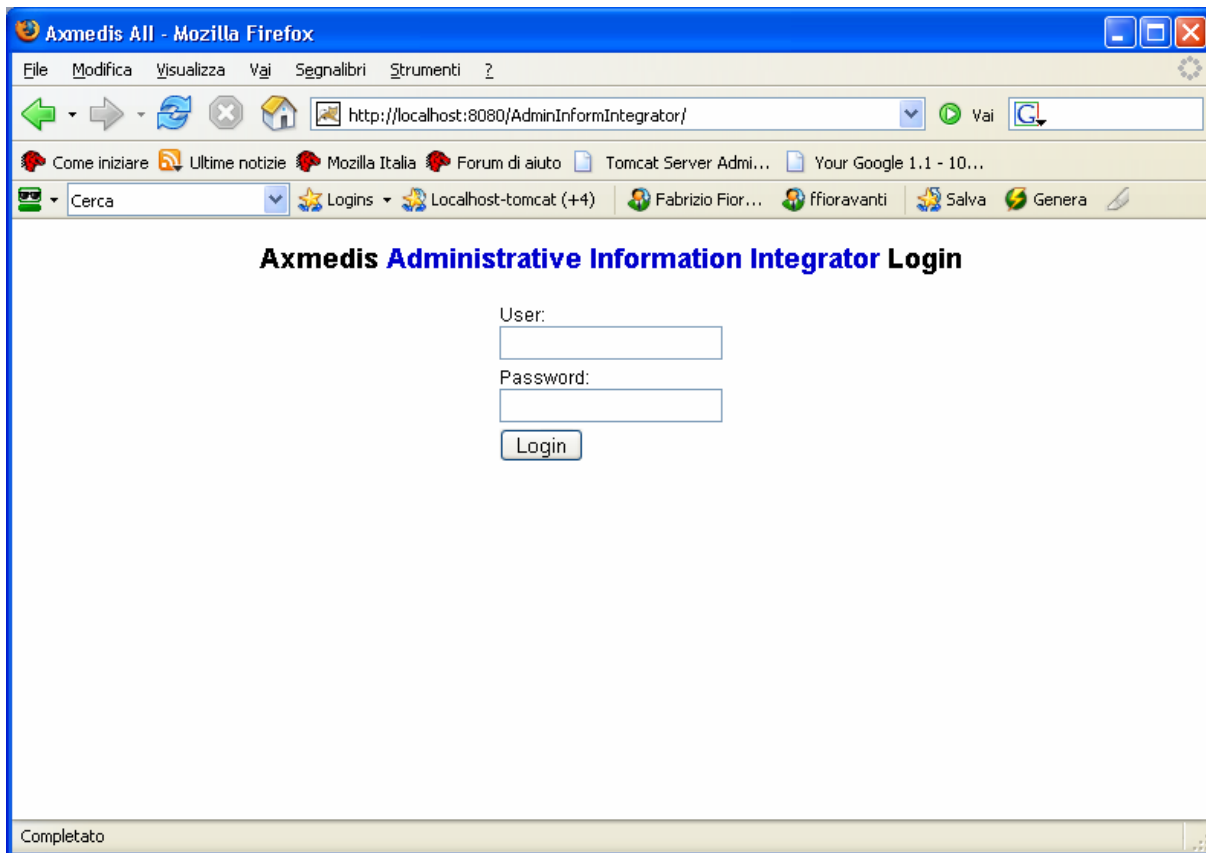 Axmedis AII - Mozilla Firefox
File Modifica Visualizza Vai Segnalibri Strumenti ?
http://localhost:8080/AdminInformIntegrator/ Vai G
Come iniziare Ultime notizie Mozilla Italia Forum di aiuto Tomcat Server Admi... Your Google 1.1 - 10...
Cerca Logins Localhost-tomcat (+4) Fabrizio Fior... ffioravanti Salva Genera
Axmedis Administrative Information Integrator Login
User:
Password:
Login
Completato